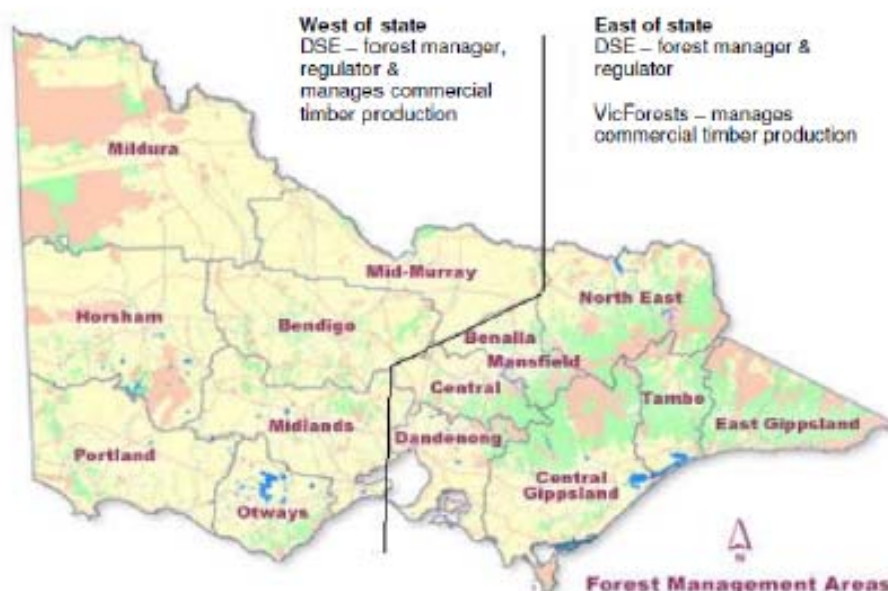 West of state
DSE – forest manager,
regulator &
manages commercial
timber production
East of state
DSE – forest manager &
regulator
VicForests – manages
commercial timber production
Mildura
Mid-Murray
North East
Horsham
Bendigo
Benalla
Mansfield
Central
Tambo
East Gippsland
Midlands
Dandenong
Portland
Central
Gippsland
Otways
N
Forest Management Areas